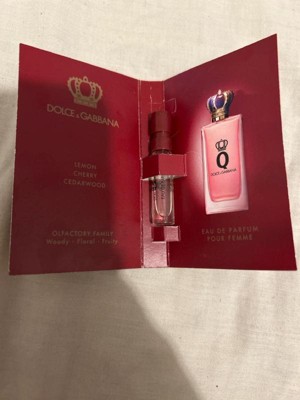 DOLCE & GABBANA
LEMON
CHERRY
CEDARWOOD
OLFACTORY FAMILY
Woody - Floral - Fruity
Q
DOLCE & GABBANA
EAU DE PARFUM
POUR FEMME